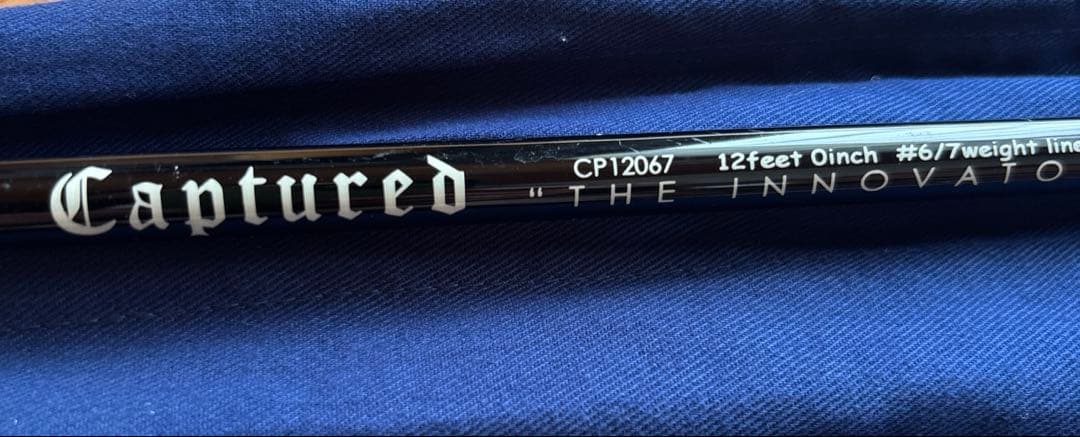 Captured
CP12067 12feet 0inch #6/7weight line
“THE INNOVATO